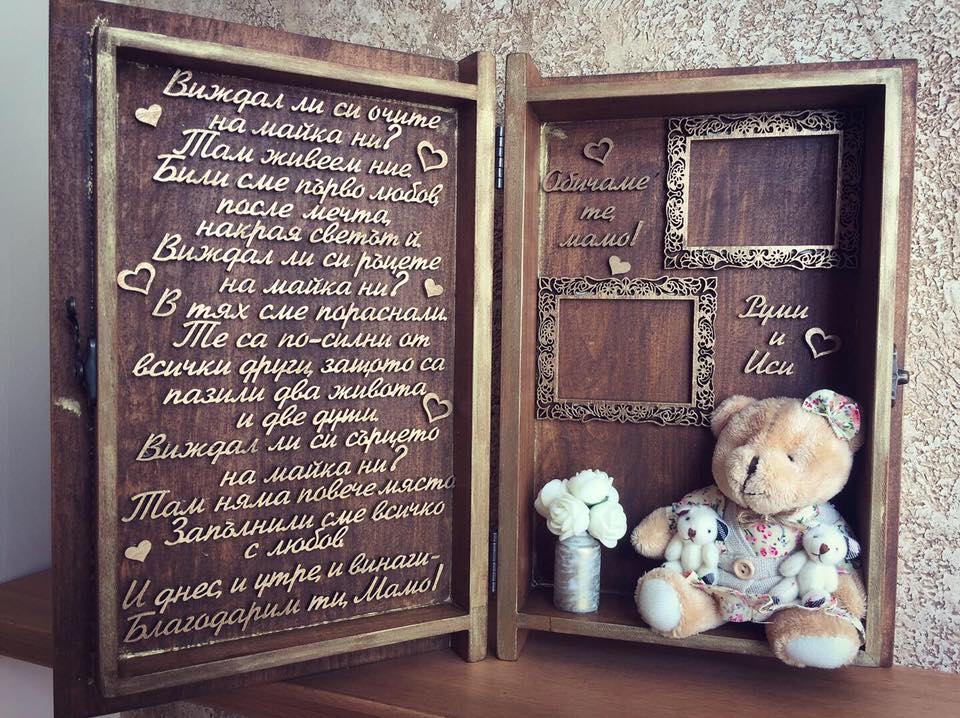 Виждал ли си очите
на майка ни?
Там живеем ние.
Били сме първо любов,
после мечта,
накрая светът й.
Виждал ли си ръцете
на майка ни?
В тях сме пораснали.
Те са по-силни от
всички други, защото са
пазили два живота
и две души.
Виждал ли си сърцето
на майка ни?
Там няма повече място
Запълнили сме всичко
с любов.
И днес, и утре, и винаги-
Благодарим ти, Мамо!
Обичаме
те,
мамо!
Руши
и
Иси